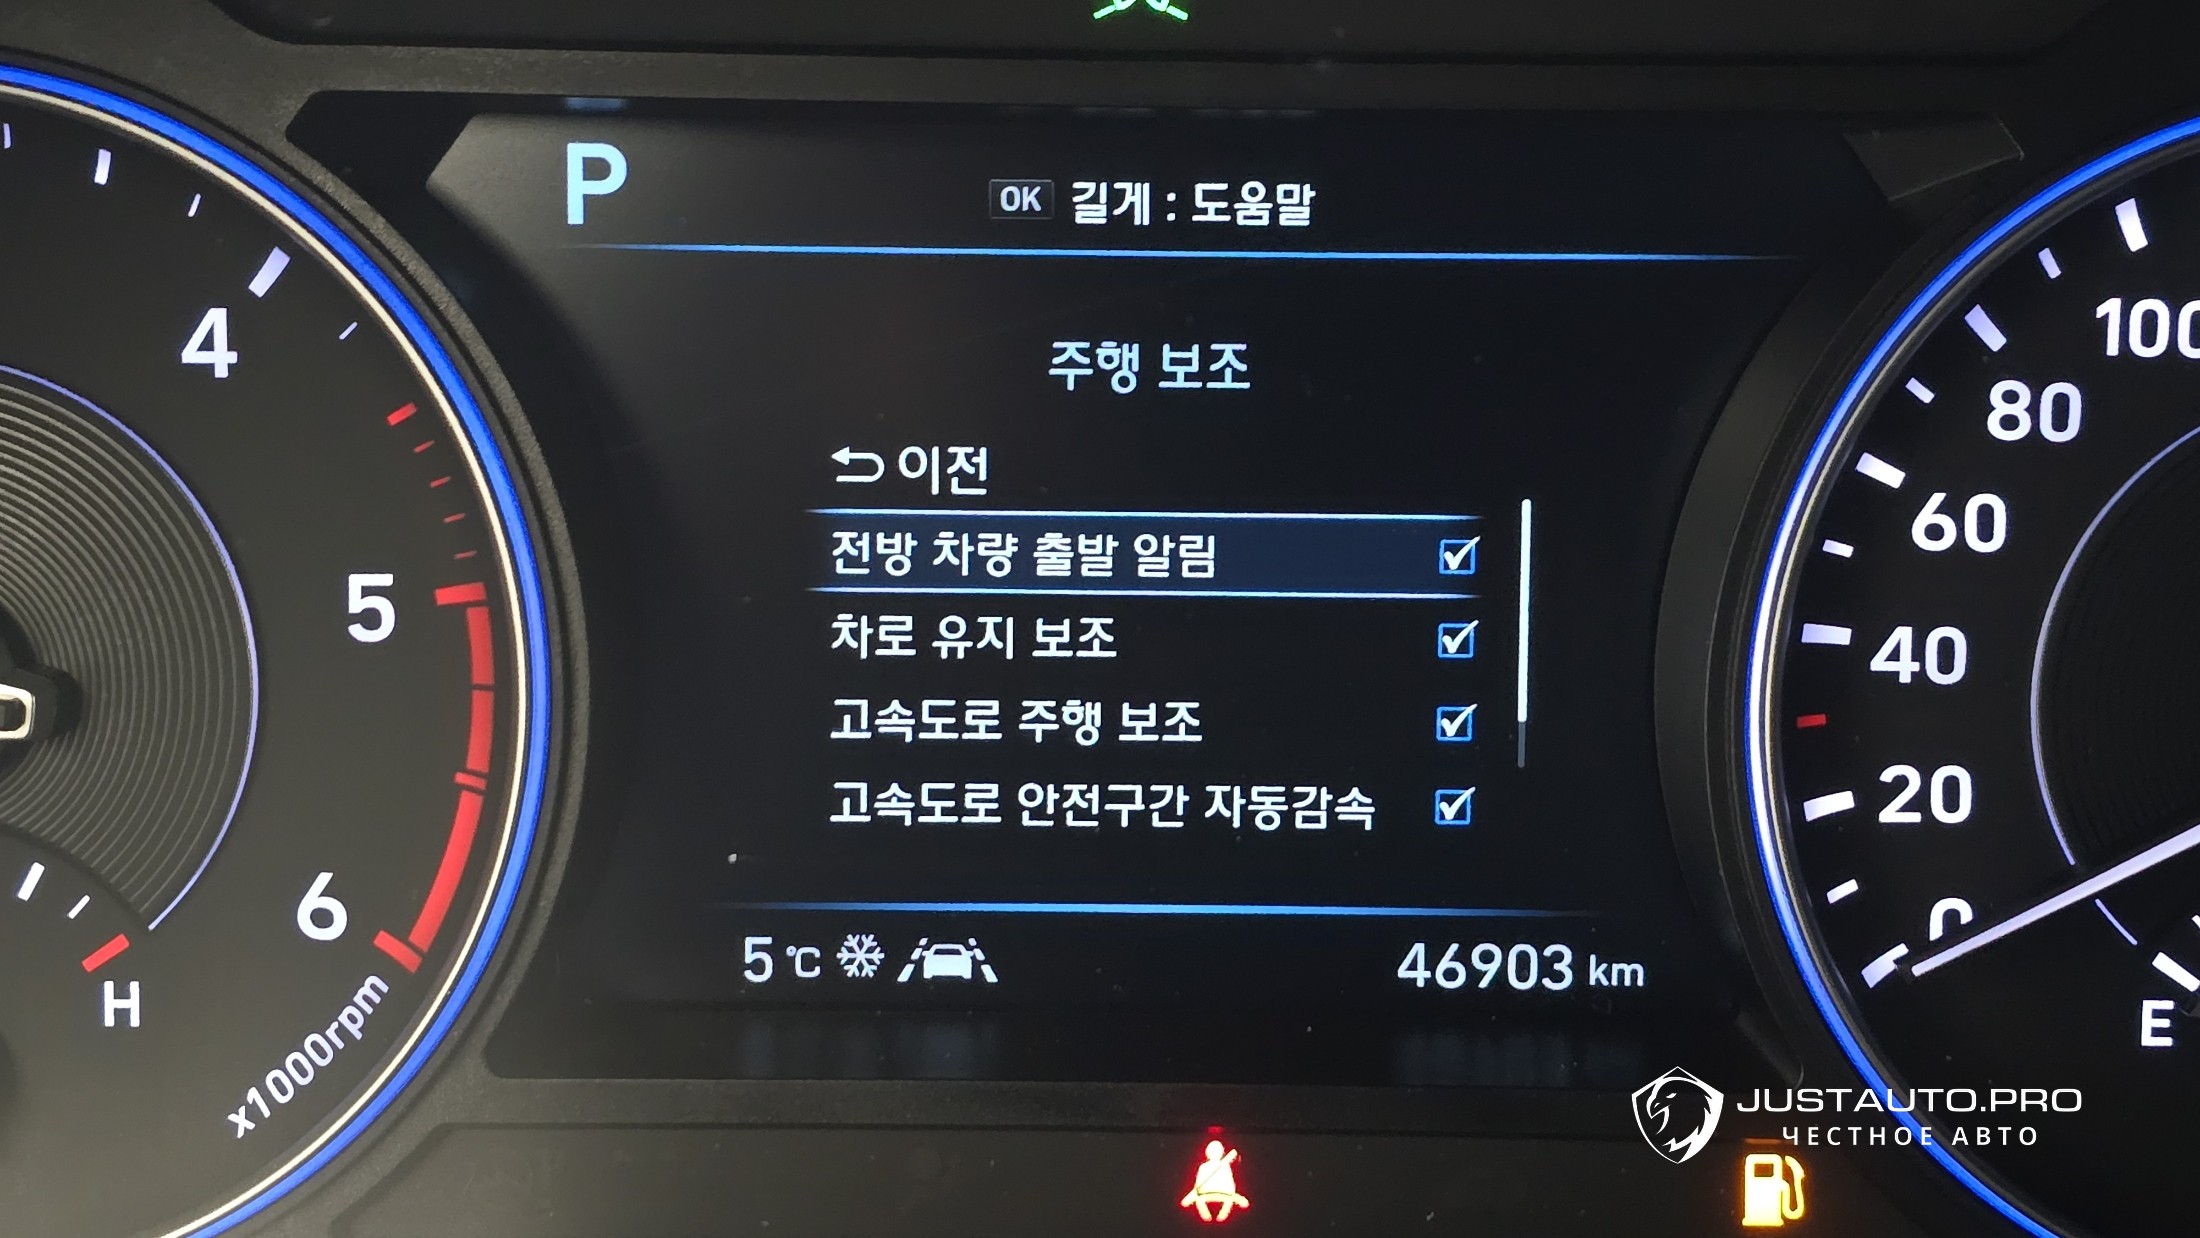 P
OK 길게 : 도움말
주행 보조
이전
전방 차량 출발 알림
차로 유지 보조
고속도로 주행 보조
고속도로 안전구간 자동감속
5 °C
46903 km
4
5
6
H
x1000rpm
100
80
60
40
20
0
E
JUSTAUTO.PRO
ЧЕСТНОЕ АВТО